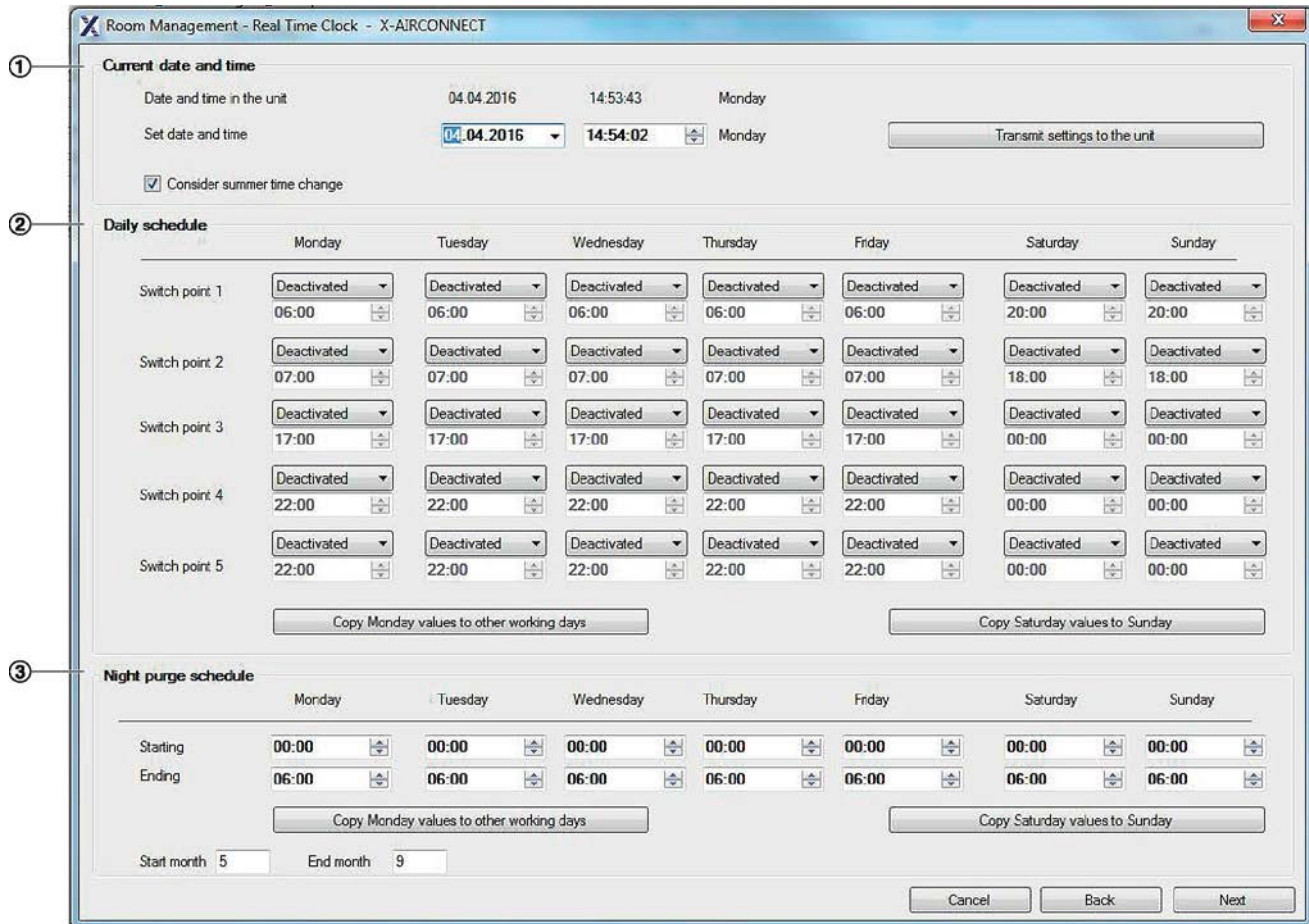 Room Management - Real Time Clock - X-AIRCONNECT
① Current date and time
Date and time in the unit 04.04.2016 14:53:43 Monday
Set date and time 04.04.2016 14:54:02 Monday Transmit settings to the unit
Consider summer time change
② Daily schedule
Monday Tuesday Wednesday Thursday Friday Saturday Sunday
Switch point 1 Deactivated Deactivated Deactivated Deactivated Deactivated Deactivated Deactivated
06:00 06:00 06:00 06:00 06:00 20:00 20:00
Switch point 2 Deactivated Deactivated Deactivated Deactivated Deactivated Deactivated Deactivated
07:00 07:00 07:00 07:00 07:00 18:00 18:00
Switch point 3 Deactivated Deactivated Deactivated Deactivated Deactivated Deactivated Deactivated
17:00 17:00 17:00 17:00 17:00 00:00 00:00
Switch point 4 Deactivated Deactivated Deactivated Deactivated Deactivated Deactivated Deactivated
22:00 22:00 22:00 22:00 22:00 00:00 00:00
Switch point 5 Deactivated Deactivated Deactivated Deactivated Deactivated Deactivated Deactivated
22:00 22:00 22:00 22:00 22:00 00:00 00:00
Copy Monday values to other working days Copy Saturday values to Sunday
③ Night purge schedule
Monday Tuesday Wednesday Thursday Friday Saturday Sunday
Starting 00:00 00:00 00:00 00:00 00:00 00:00 00:00
Ending 06:00 06:00 06:00 06:00 06:00 06:00 06:00
Copy Monday values to other working days Copy Saturday values to Sunday
Start month 5 End month 9
Cancel Back Next